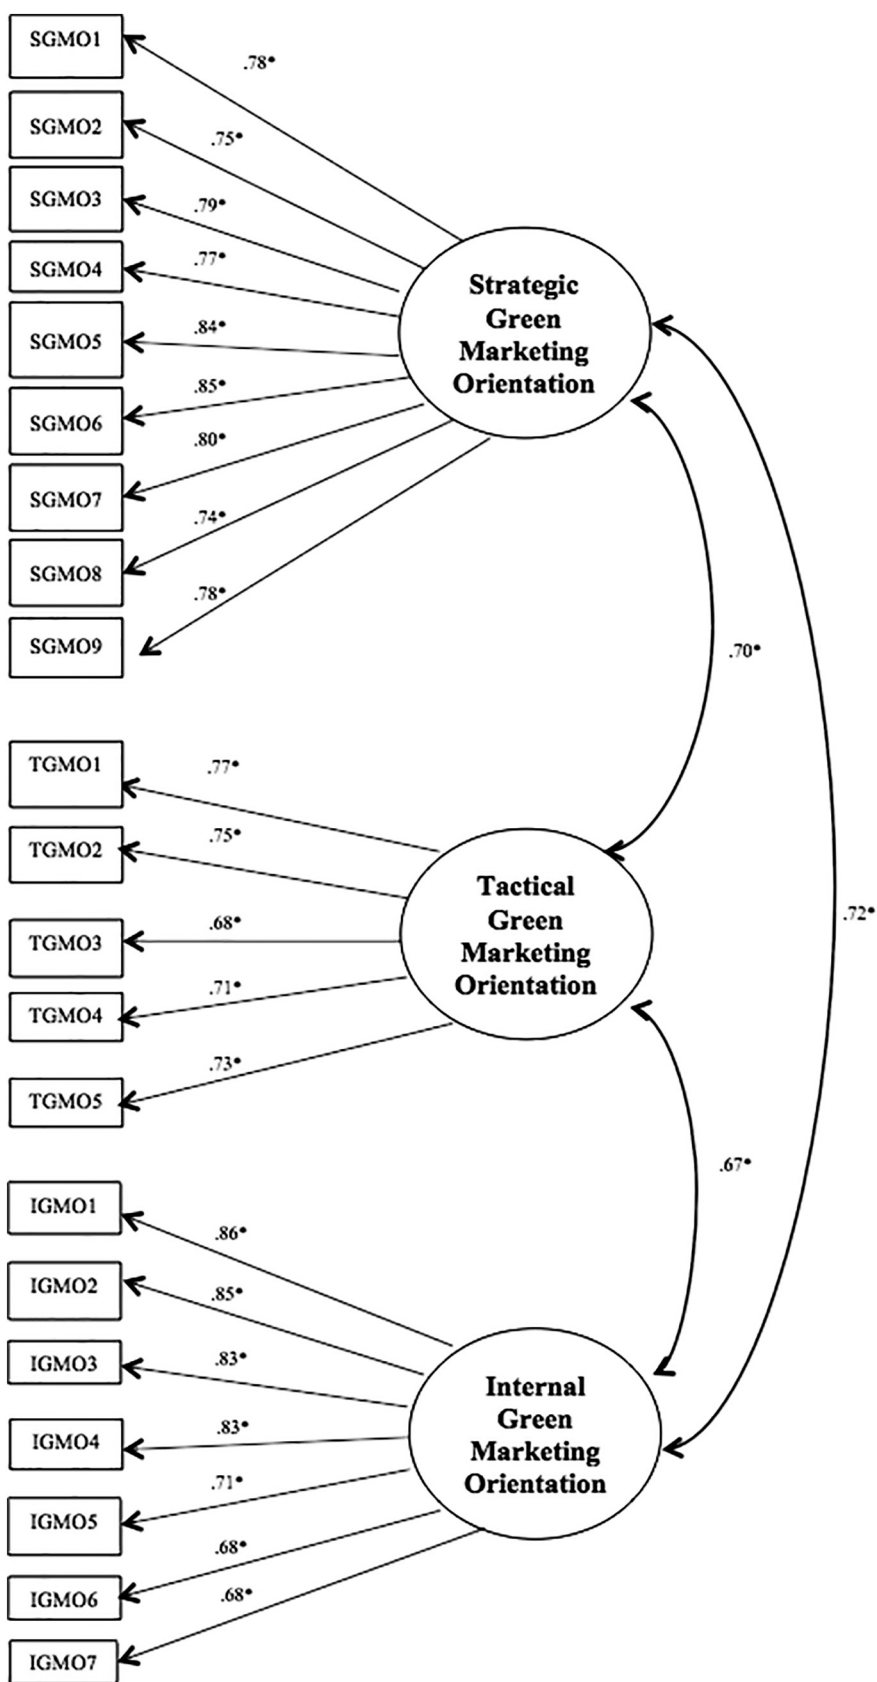 SGMO1
.78*
SGMO2
.75*
SGMO3
.79*
SGMO4
.77*
SGMO5
.84*
SGMO6
.85*
SGMO7
.80*
SGMO8
.74*
SGMO9
.78*
Strategic
Green
Marketing
Orientation
.70*
TGMO1
.77*
TGMO2
.75*
TGMO3
.68*
TGMO4
.71*
TGMO5
.73*
Tactical
Green
Marketing
Orientation
.72*
.67*
IGMO1
.86*
IGMO2
.85*
IGMO3
.83*
IGMO4
.83*
IGMO5
.71*
IGMO6
.68*
IGMO7
.68*
Internal
Green
Marketing
Orientation